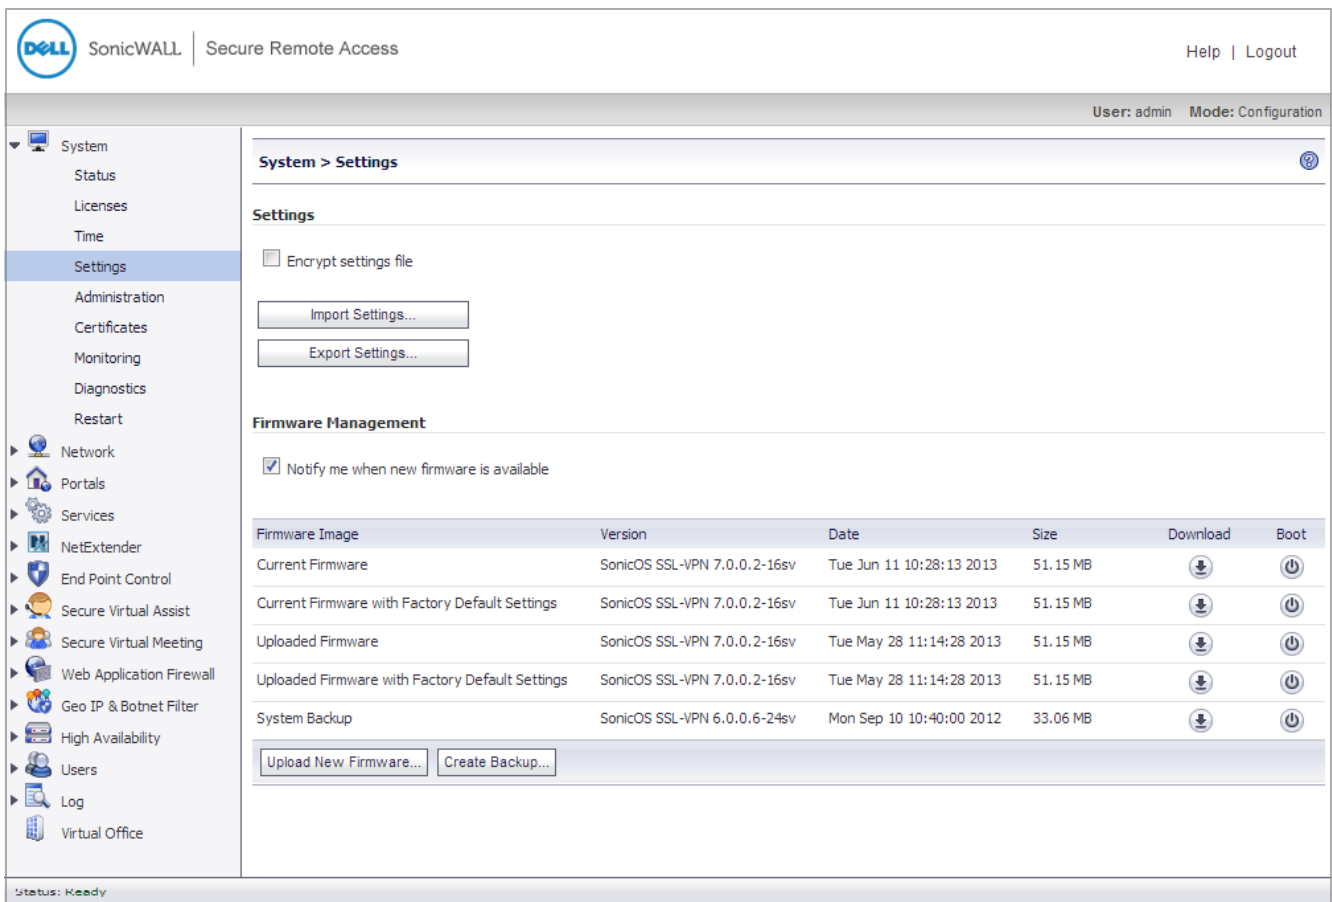 DELL SonicWALL | Secure Remote Access
Help | Logout
User: admin Mode: Configuration
System
Status
Licenses
Time
Settings
Administration
Certificates
Monitoring
Diagnostics
Restart
Network
Portals
Services
NetExtender
End Point Control
Secure Virtual Assist
Secure Virtual Meeting
Web Application Firewall
Geo IP & Botnet Filter
High Availability
Users
Log
Virtual Office
System > Settings
Settings
Encrypt settings file
Import Settings...
Export Settings...
Firmware Management
Notify me when new firmware is available
Firmware Image Version Date Size Download Boot
Current Firmware SonicOS SSL-VPN 7.0.0.2-16sv Tue Jun 11 10:28:13 2013 51.15 MB
Current Firmware with Factory Default Settings SonicOS SSL-VPN 7.0.0.2-16sv Tue Jun 11 10:28:13 2013 51.15 MB
Uploaded Firmware SonicOS SSL-VPN 7.0.0.2-16sv Tue May 28 11:14:28 2013 51.15 MB
Uploaded Firmware with Factory Default Settings SonicOS SSL-VPN 7.0.0.2-16sv Tue May 28 11:14:28 2013 51.15 MB
System Backup SonicOS SSL-VPN 6.0.0.6-24sv Mon Sep 10 10:40:00 2012 33.06 MB
Upload New Firmware... Create Backup...
Status: Ready